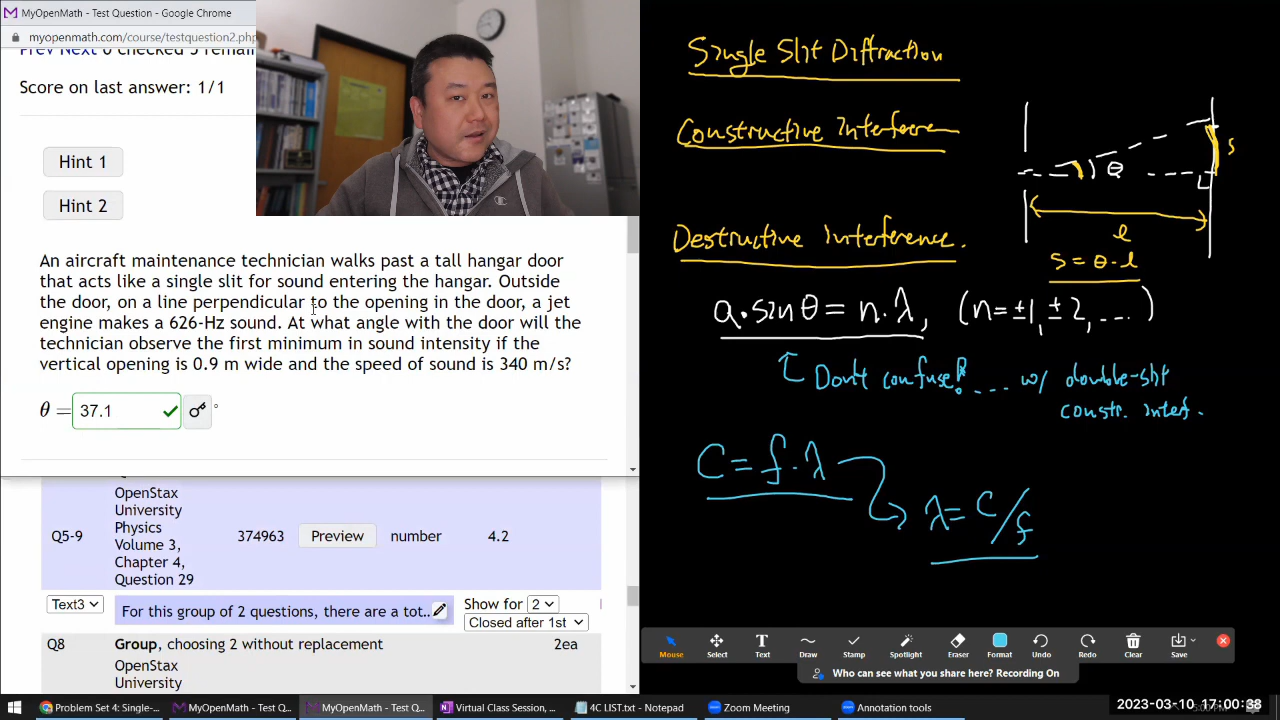 MyOpenMath - Test Question - Google Chrome
myopenmath.com/course/testquestion2.php
Score on last answer: 1/1
Hint 1
Hint 2
An aircraft maintenance technician walks past a tall hangar door
that acts like a single slit for sound entering the hangar. Outside
the door, on a line perpendicular to the opening in the door, a jet
engine makes a 626-Hz sound. At what angle with the door will the
technician observe the first minimum in sound intensity if the
vertical opening is 0.9 m wide and the speed of sound is 340 m/s?
θ = 37.1 °
OpenStax
University
Physics
Volume 3,
Chapter 4,
Question 29
Q5-9
374963
Preview
number
4.2
Text3
For this group of 2 questions, there are a tot..
Show for 2
Closed after 1st
Q8
Group, choosing 2 without replacement
2ea
OpenStax
University
Single Slit Diffraction
Constructive Interferen
Destructive Interference.
a·sinθ = n·λ, (n=±1, ±2, ....)
Don't confuse! .... w/ double-slit
constr. interf.
C = f·λ
λ = C/f
θ
s
l
s = θ·l
Mouse
Select
Text
Draw
Stamp
Spotlight
Eraser
Format
Undo
Redo
Clear
Save
Who can see what you share here? Recording On
Problem Set 4: Single-...
MyOpenMath - Test Q...
MyOpenMath - Test Q...
Virtual Class Session, ...
4C LIST.txt - Notepad
Zoom Meeting
Annotation tools
2023-03-10 17:00:38